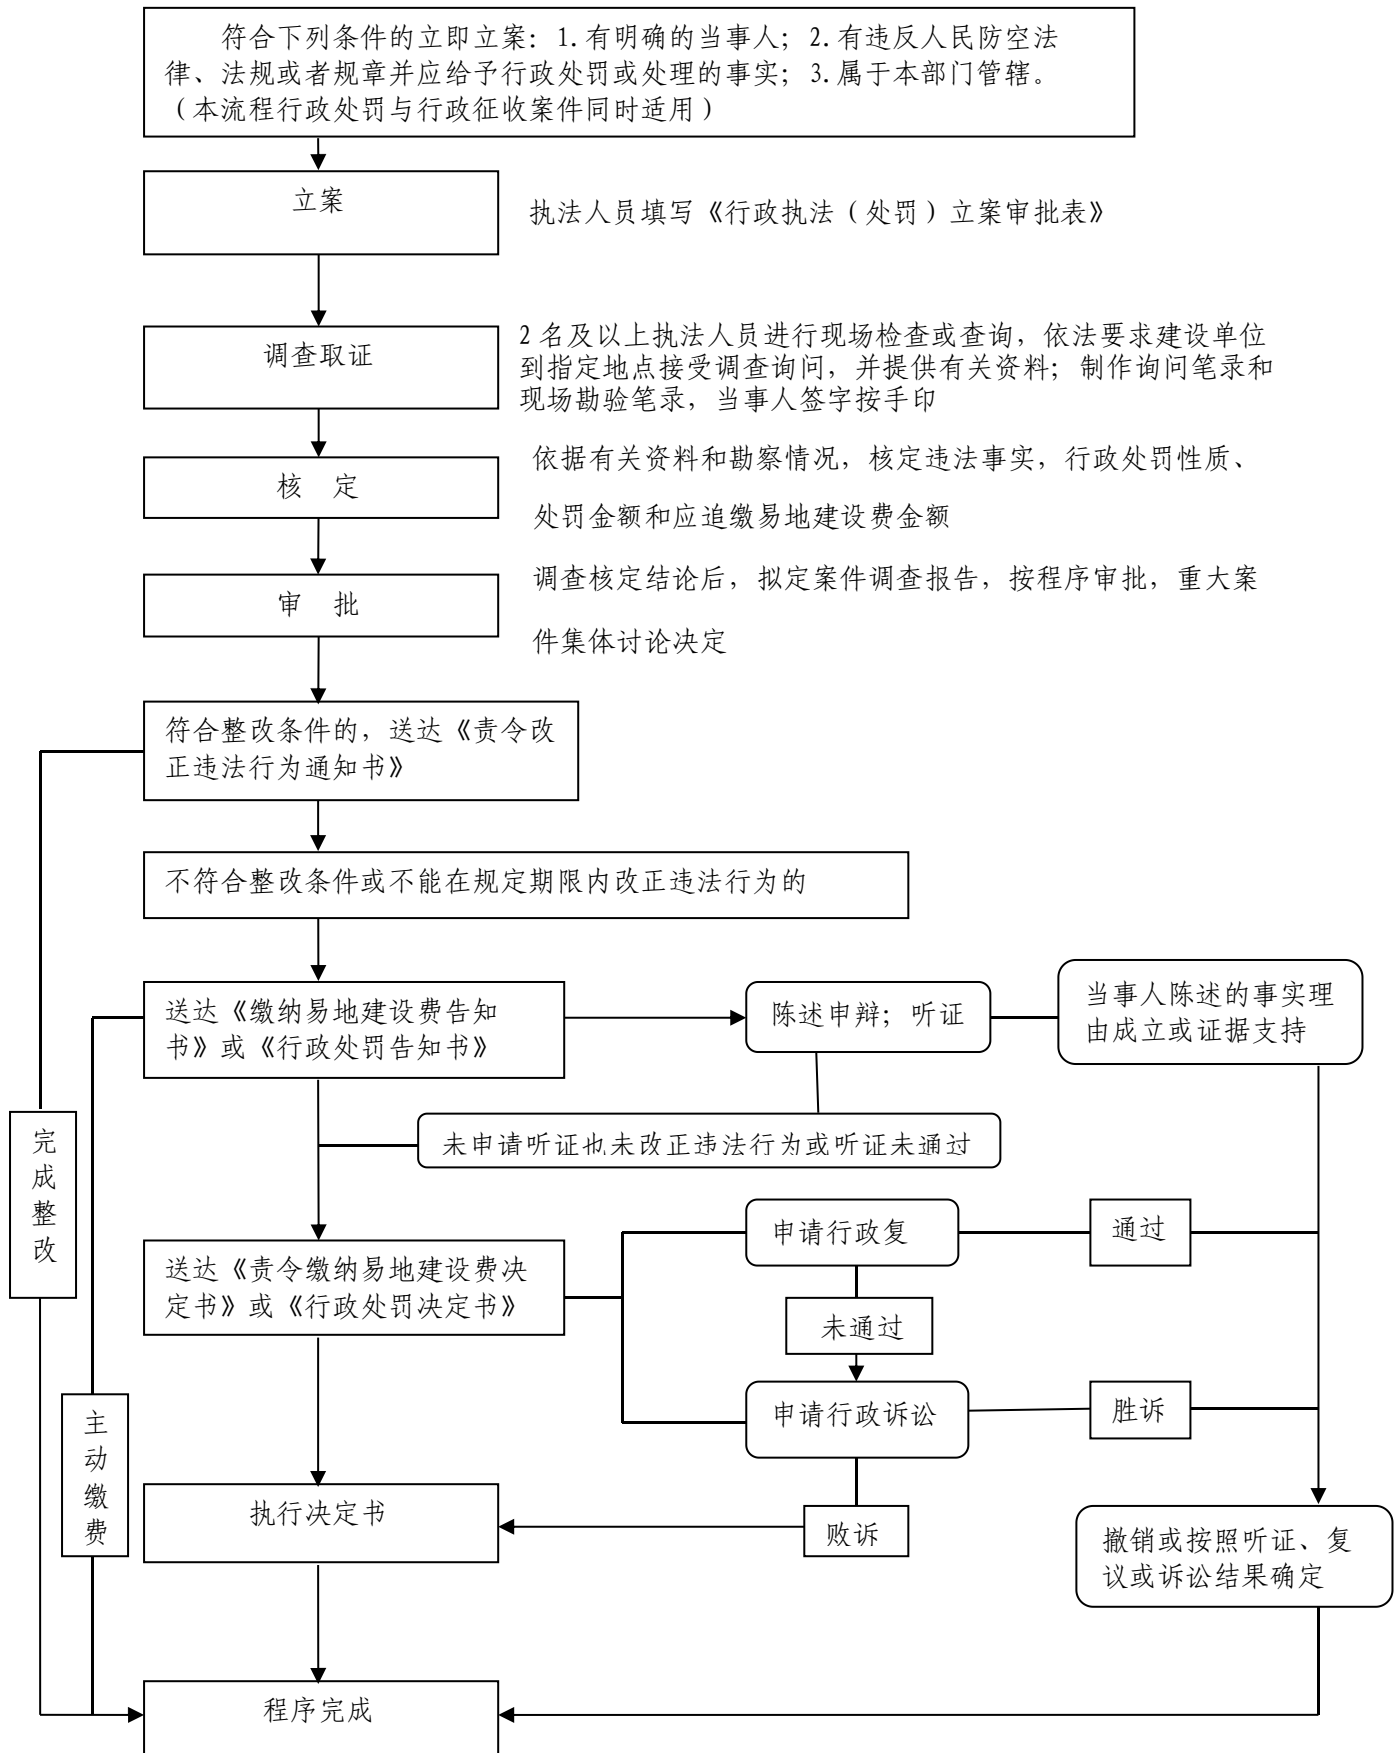 符合下列条件的立即立案：1.有明确的当事人；2.有违反人民防空法
律、法规或者规章并应给予行政处罚或处理的事实；3.属于本部门管辖。
（本流程行政处罚与行政征收案件同时适用）
立案
执法人员填写《行政执法（处罚）立案审批表》
调查取证
2名及以上执法人员进行现场检查或查询，依法要求建设单位
到指定地点接受调查询问，并提供有关资料；制作询问笔录和
现场勘验笔录，当事人签字按手印
核 定
依据有关资料和勘察情况，核定违法事实，行政处罚性质、
处罚金额和应追缴易地建设费金额
审 批
调查核定结论后，拟定案件调查报告，按程序审批，重大案
件集体讨论决定
符合整改条件的，送达《责令改
正违法行为通知书》
不符合整改条件或不能在规定期限内改正违法行为的
送达《缴纳易地建设费告知
书》或《行政处罚告知书》
陈述申辩；听证
当事人陈述的事实理
由成立或证据支持
未申请听证也未改正违法行为或听证未通过
完成整改
送达《责令缴纳易地建设费决
定书》或《行政处罚决定书》
申请行政复
通过
未通过
申请行政诉讼
胜诉
主动缴费
执行决定书
败诉
撤销或按照听证、复
议或诉讼结果确定
程序完成